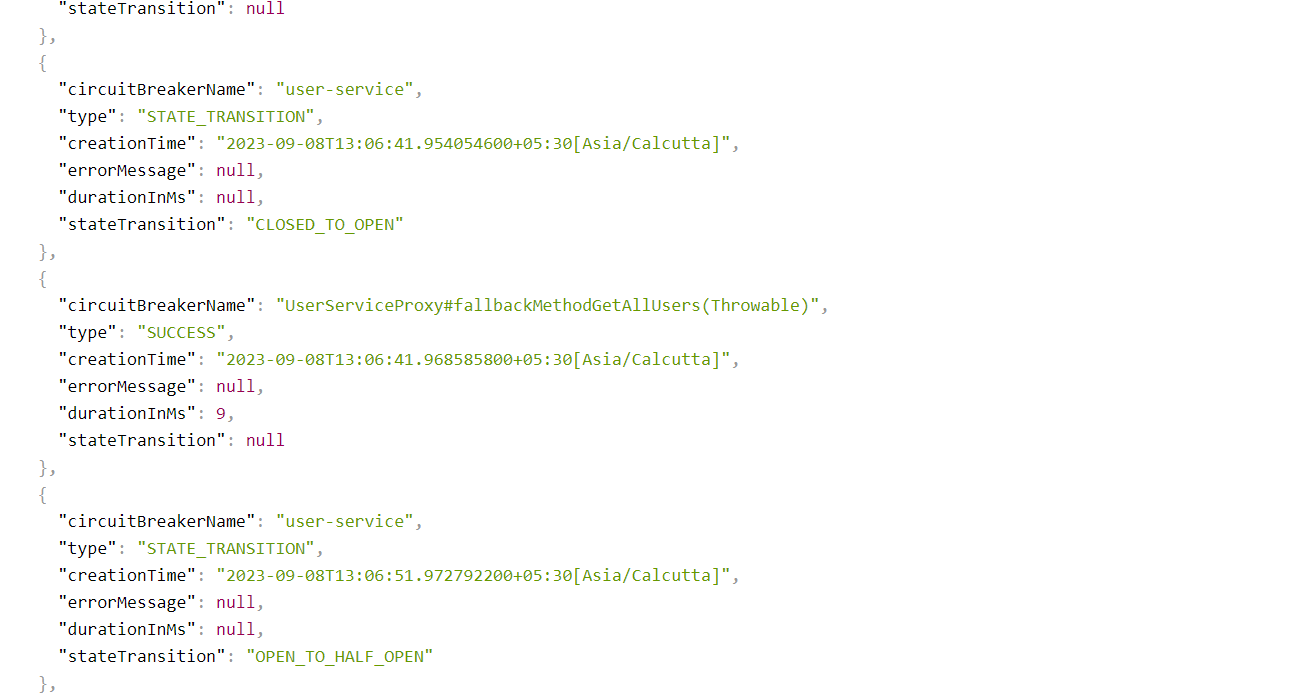 "stateTransition": null
},
{
"circuitBreakerName": "user-service",
"type": "STATE_TRANSITION",
"creationTime": "2023-09-08T13:06:41.954054600+05:30[Asia/Calcutta]",
"errorMessage": null,
"durationInMs": null,
"stateTransition": "CLOSED_TO_OPEN"
},
{
"circuitBreakerName": "UserServiceProxy#fallbackMethodGetAllUsers(Throwable)",
"type": "SUCCESS",
"creationTime": "2023-09-08T13:06:41.968585800+05:30[Asia/Calcutta]",
"errorMessage": null,
"durationInMs": 9,
"stateTransition": null
},
{
"circuitBreakerName": "user-service",
"type": "STATE_TRANSITION",
"creationTime": "2023-09-08T13:06:51.972792200+05:30[Asia/Calcutta]",
"errorMessage": null,
"durationInMs": null,
"stateTransition": "OPEN_TO_HALF_OPEN"
},